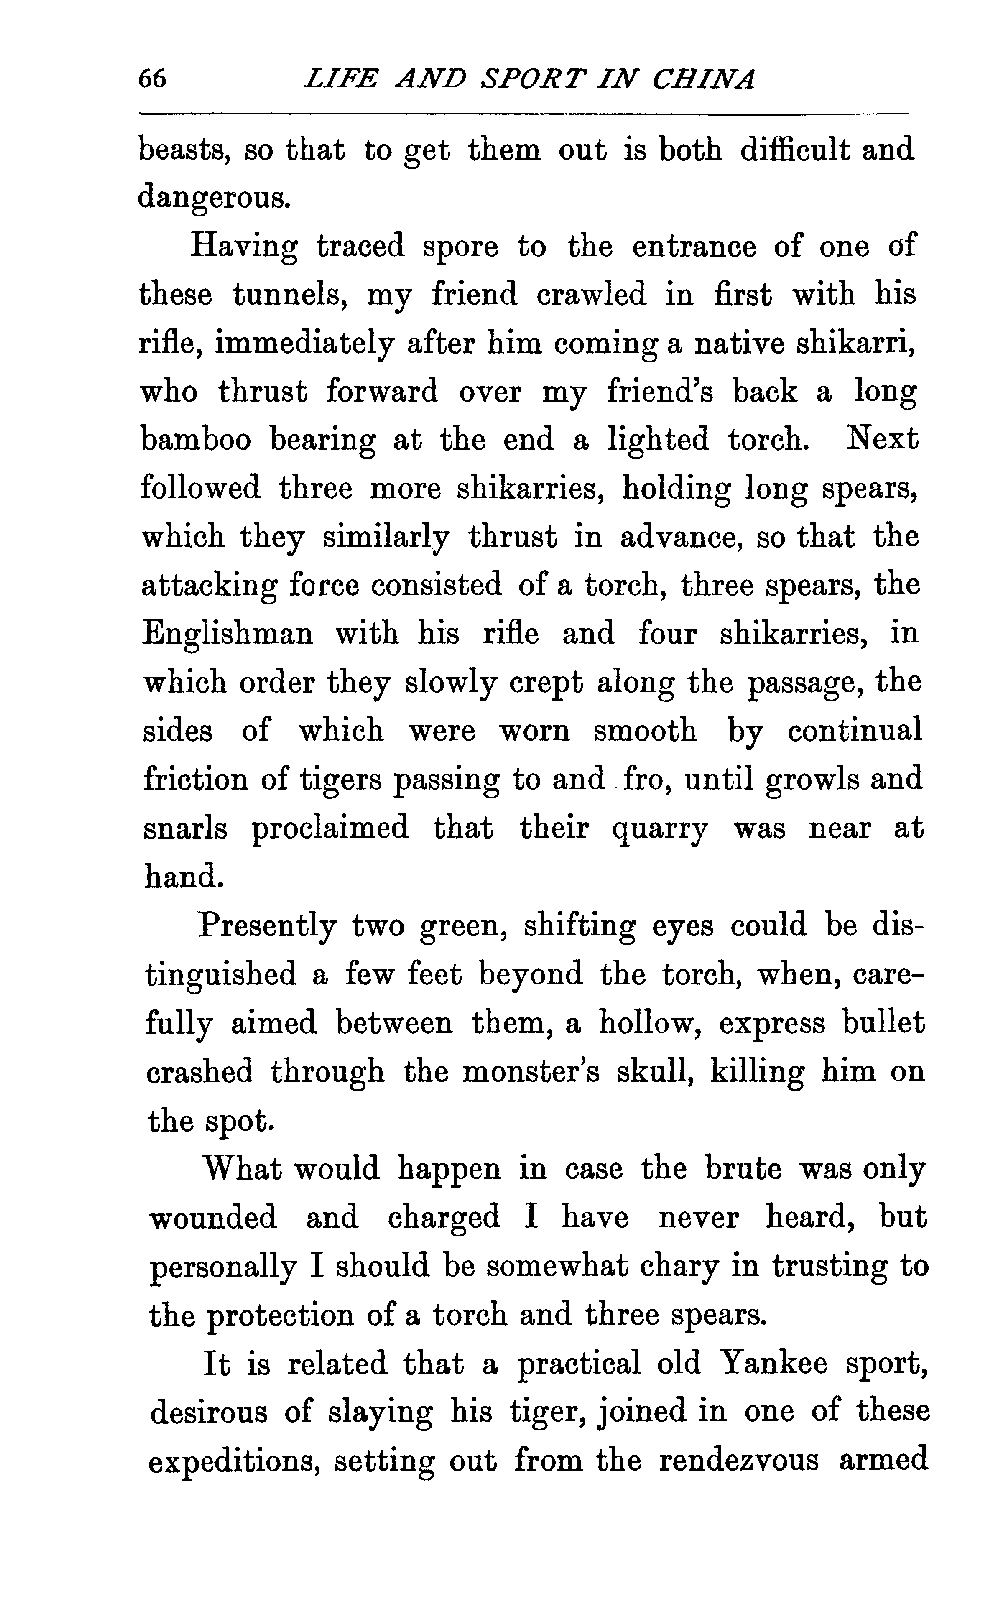 66 LIFE AND SPORT IN CHINA
beasts, so that to get them out is both difficult and
dangerous.
Having traced spore to the entrance of one of
these tunnels, my friend crawled in first with his
rifle, immediately after him coming a native shikarri,
who thrust forward over my friend's back a long
bamboo bearing at the end a lighted torch. Next
followed three more shikarries, holding long spears,
which they similarly thrust in advance, so that the
attacking force consisted of a torch, three spears, the
Englishman with his rifle and four shikarries, in
which order they slowly crept along the passage, the
sides of which were worn smooth by continual
friction of tigers passing to and fro, until growls and
snarls proclaimed that their quarry was near at
hand.
Presently two green, shifting eyes could be dis-
tinguished a few feet beyond the torch, when, care-
fully aimed between them, a hollow, express bullet
crashed through the monster's skull, killing him on
the spot.
What would happen in case the brute was only
wounded and charged I have never heard, but
personally I should be somewhat chary in trusting to
the protection of a torch and three spears.
It is related that a practical old Yankee sport,
desirous of slaying his tiger, joined in one of these
expeditions, setting out from the rendezvous armed